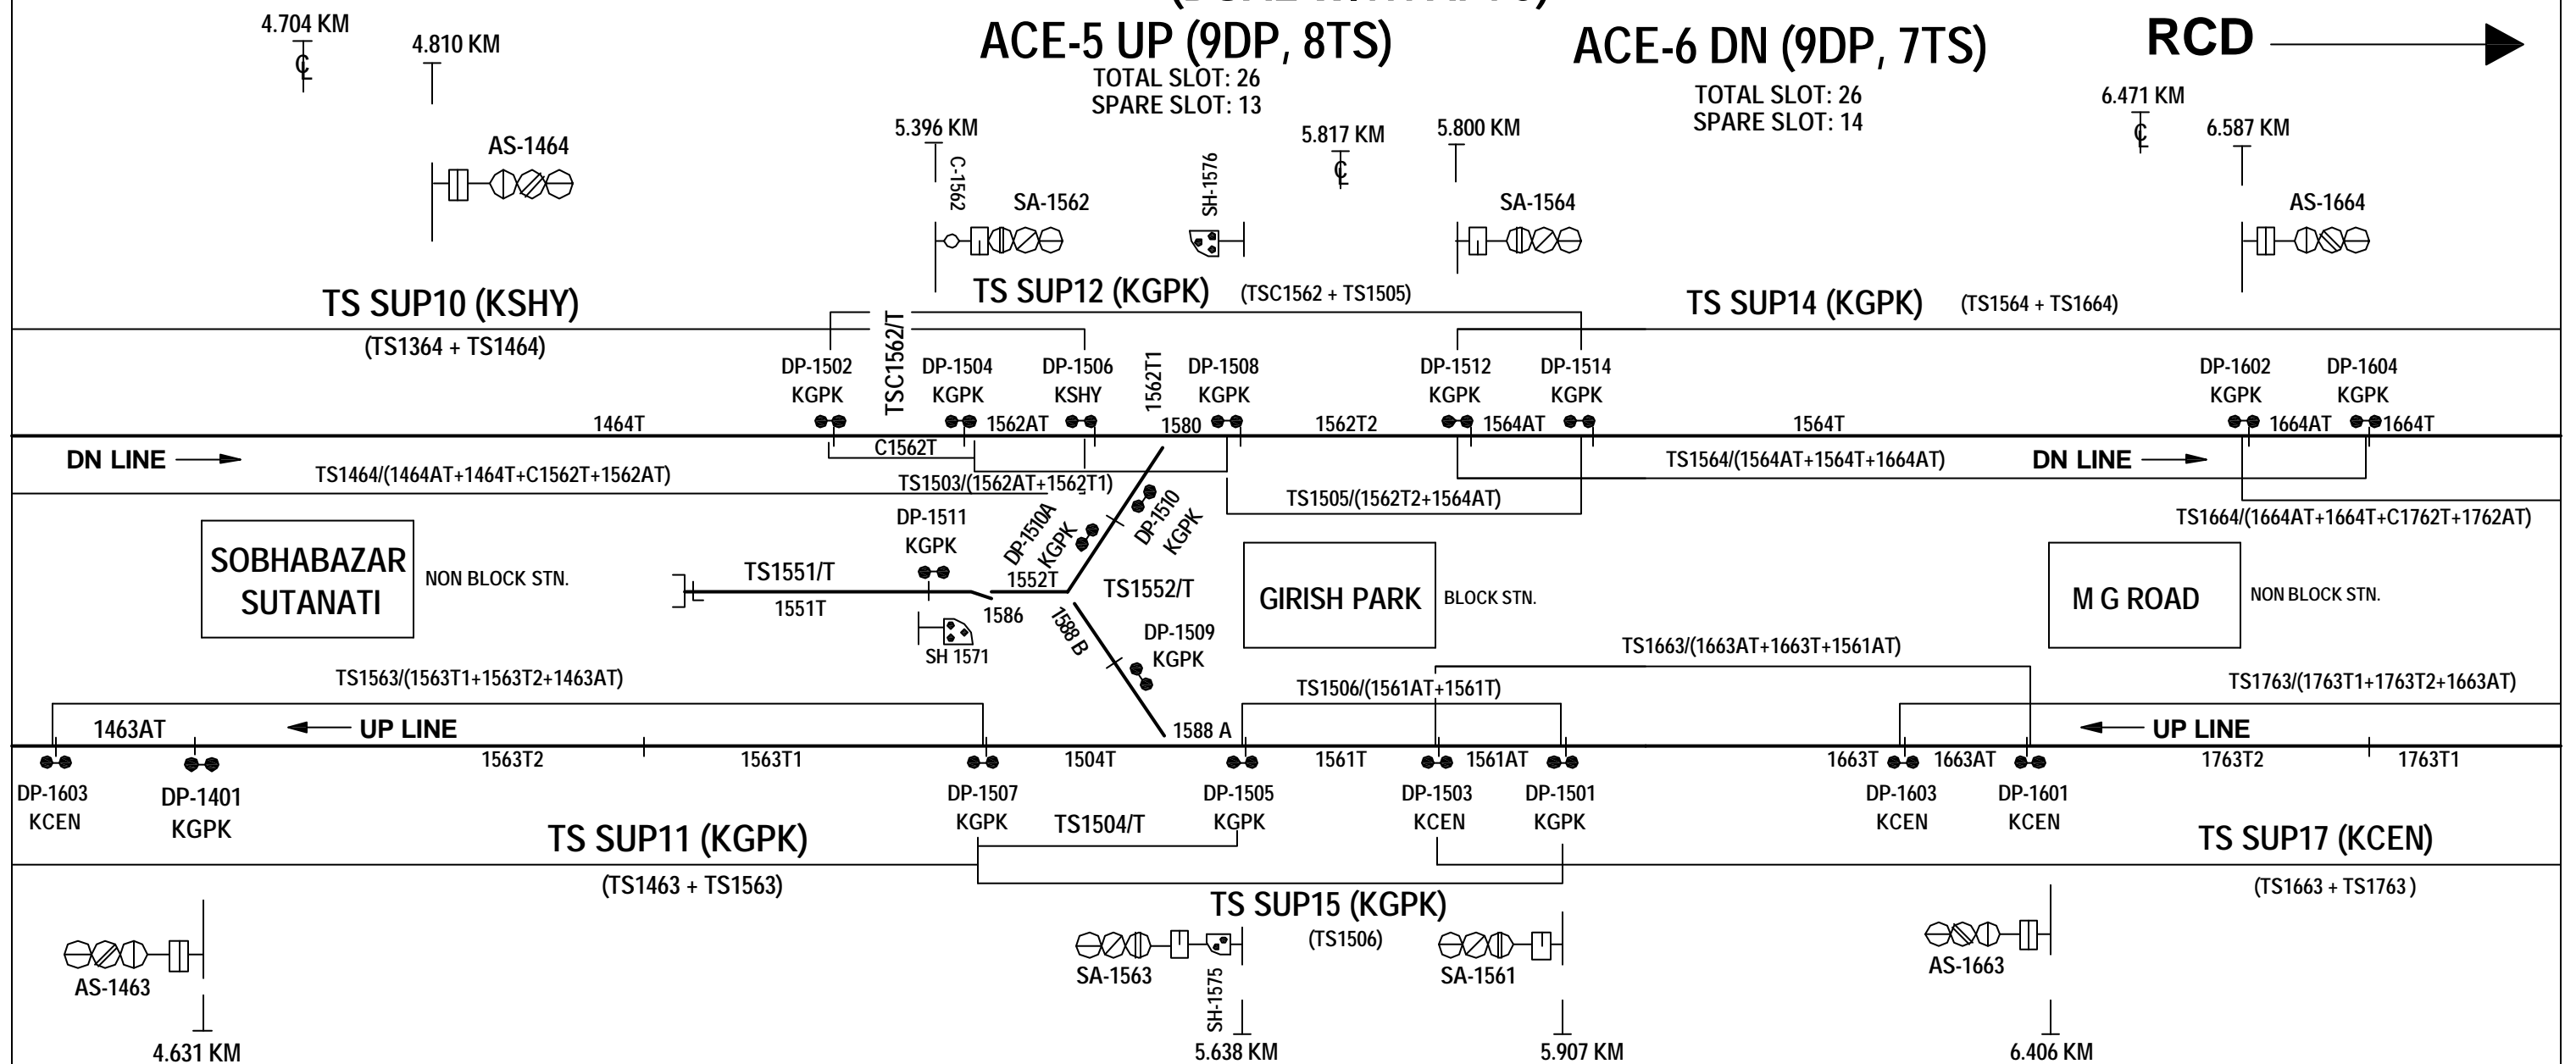 4.704 KM
4.810 KM
ACE-5 UP (9DP, 8TS)
TOTAL SLOT: 26
SPARE SLOT: 13
ACE-6 DN (9DP, 7TS)
TOTAL SLOT: 26
SPARE SLOT: 14
RCD
AS-1464
5.396 KM
C-1562
SA-1562
SH-1576
5.817 KM
5.800 KM
SA-1564
6.471 KM
6.587 KM
AS-1664
TS SUP10 (KSHY)
(TS1364 + TS1464)
TS SUP12 (KGPK) (TSC1562 + TS1505)
TS SUP14 (KGPK) (TS1564 + TS1664)
DP-1502
KGPK
TSC1562/T
DP-1504
KGPK
DP-1506
KSHY
1562T1
DP-1508
KGPK
DP-1512
KGPK
DP-1514
KGPK
DP-1602
KGPK
DP-1604
KGPK
1464T
1562AT
1580
1562T2
1564AT
1564T
1664AT
1664T
DN LINE
C1562T
TS1464/(1464AT+1464T+C1562T+1562AT)
TS1503/(1562AT+1562T1)
TS1505/(1562T2+1564AT)
TS1564/(1564AT+1564T+1664AT)
DN LINE
TS1664/(1664AT+1664T+C1762T+1762AT)
SOBHABAZAR
SUTANATI
NON BLOCK STN.
DP-1511
KGPK
DP-1510A
KGPK
DP-1510
KGPK
TS1551/T
1551T
1552T
1586
TS1552/T
SH 1571
1588 B
DP-1509
KGPK
1588 A
GIRISH PARK
BLOCK STN.
M G ROAD
NON BLOCK STN.
TS1563/(1563T1+1563T2+1463AT)
TS1506/(1561AT+1561T)
TS1663/(1663AT+1663T+1561AT)
TS1763/(1763T1+1763T2+1663AT)
1463AT
UP LINE
UP LINE
1563T2
1563T1
1504T
1561T
1561AT
1663T
1663AT
1763T2
1763T1
DP-1603
KCEN
DP-1401
KGPK
DP-1507
KGPK
DP-1505
KGPK
DP-1503
KCEN
DP-1501
KGPK
DP-1603
KCEN
DP-1601
KCEN
TS1504/T
TS SUP11 (KGPK)
(TS1463 + TS1563)
TS SUP15 (KGPK)
(TS1506)
TS SUP17 (KCEN)
(TS1663 + TS1763 )
AS-1463
4.631 KM
SA-1563
SH-1575
5.638 KM
SA-1561
5.907 KM
AS-1663
6.406 KM